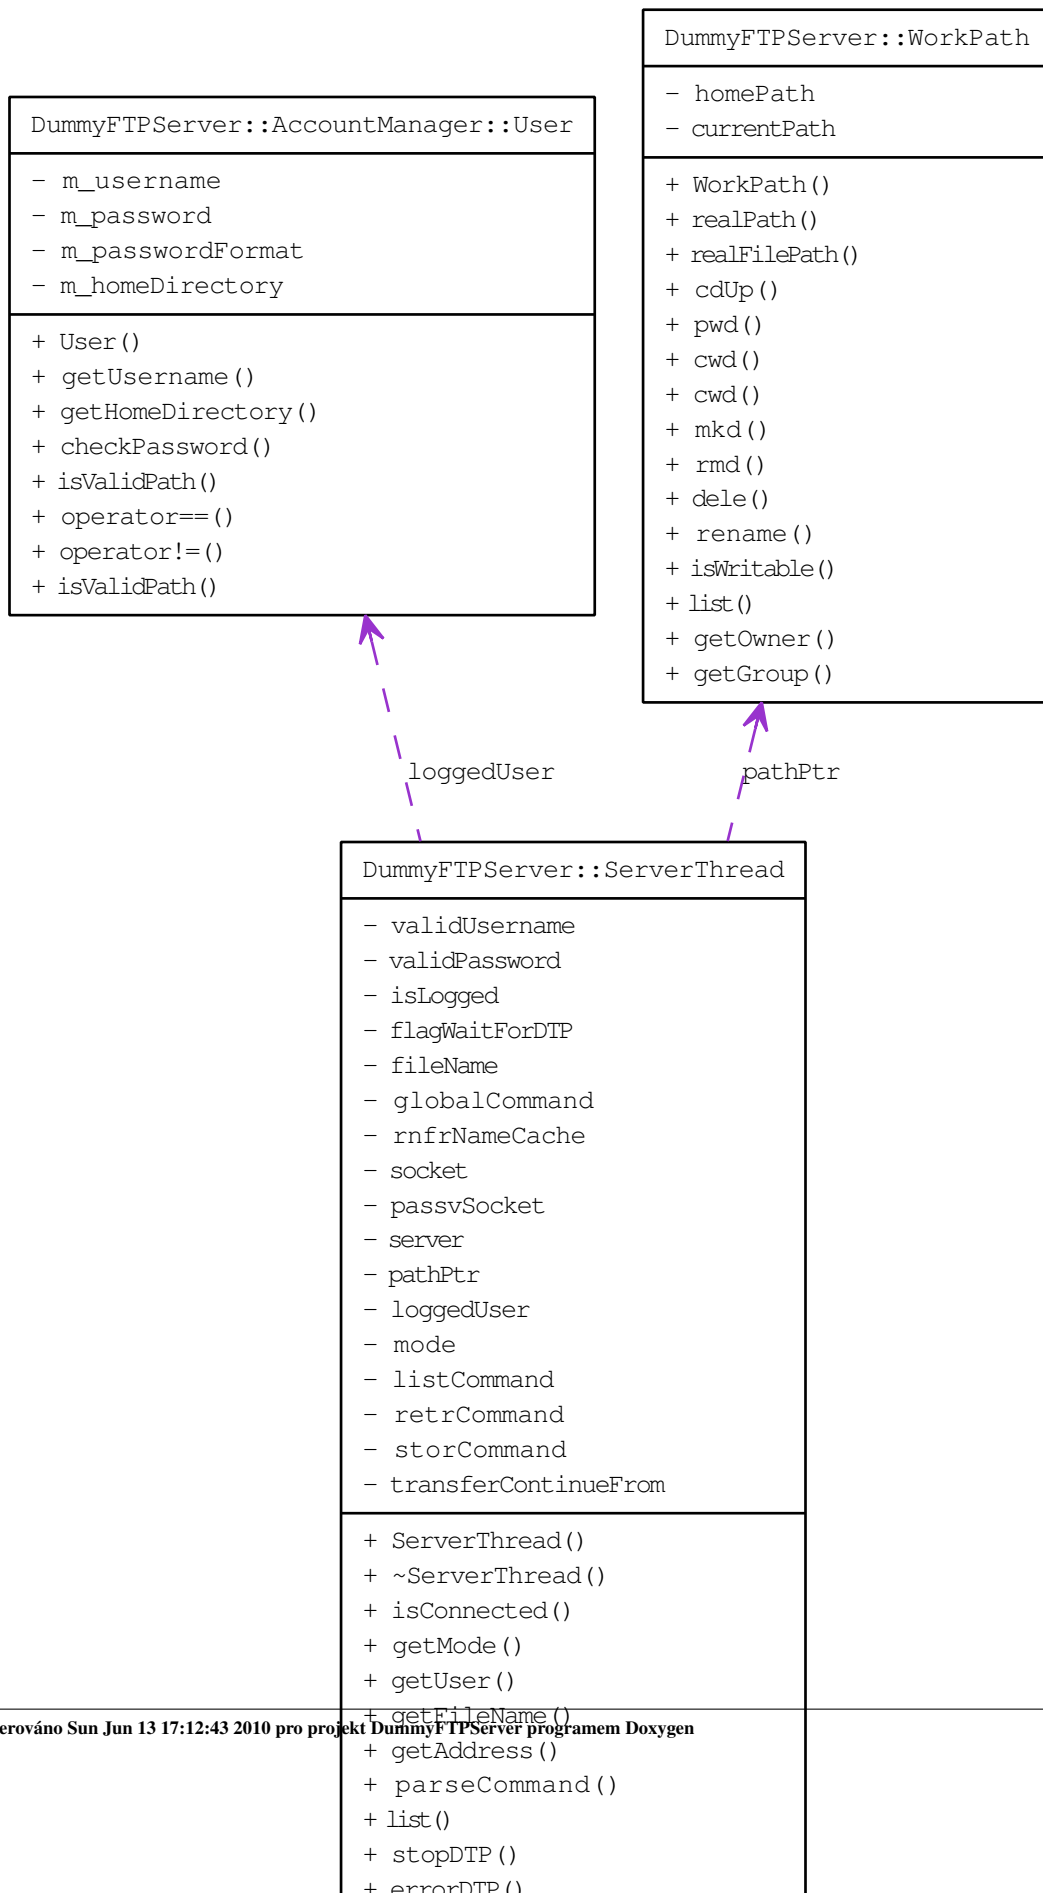 DummyFTPServer::WorkPath
- homePath
- currentPath
+ WorkPath()
+ realPath()
+ realFilePath()
+ cdUp()
+ pwd()
+ cwd()
+ cwd()
+ mkd()
+ rmd()
+ dele()
+ rename()
+ isWritable()
+ list()
+ getOwner()
+ getGroup()
DummyFTPServer::AccountManager::User
- m_username
- m_password
- m_passwordFormat
- m_homeDirectory
+ User()
+ getUsername()
+ getHomeDirectory()
+ checkPassword()
+ isValidPath()
+ operator==()
+ operator!=()
+ isValidPath()
loggedUser
pathPtr
DummyFTPServer::ServerThread
- validUsername
- validPassword
- isLogged
- flagWaitForDTP
- fileName
- globalCommand
- rnfrNameCache
- socket
- passvSocket
- server
- pathPtr
- loggedUser
- mode
- listCommand
- retrCommand
- storCommand
- transferContinueFrom
+ ServerThread()
+ ~ServerThread()
+ isConnected()
+ getMode()
+ getUser()
+ getFileName()
erováno Sun Jun 13 17:12:43 2010 pro projekt DummyFTPServer programem Doxygen
+ getAddress()
+ parseCommand()
+ list()
+ stopDTP()
+ errorDTP()